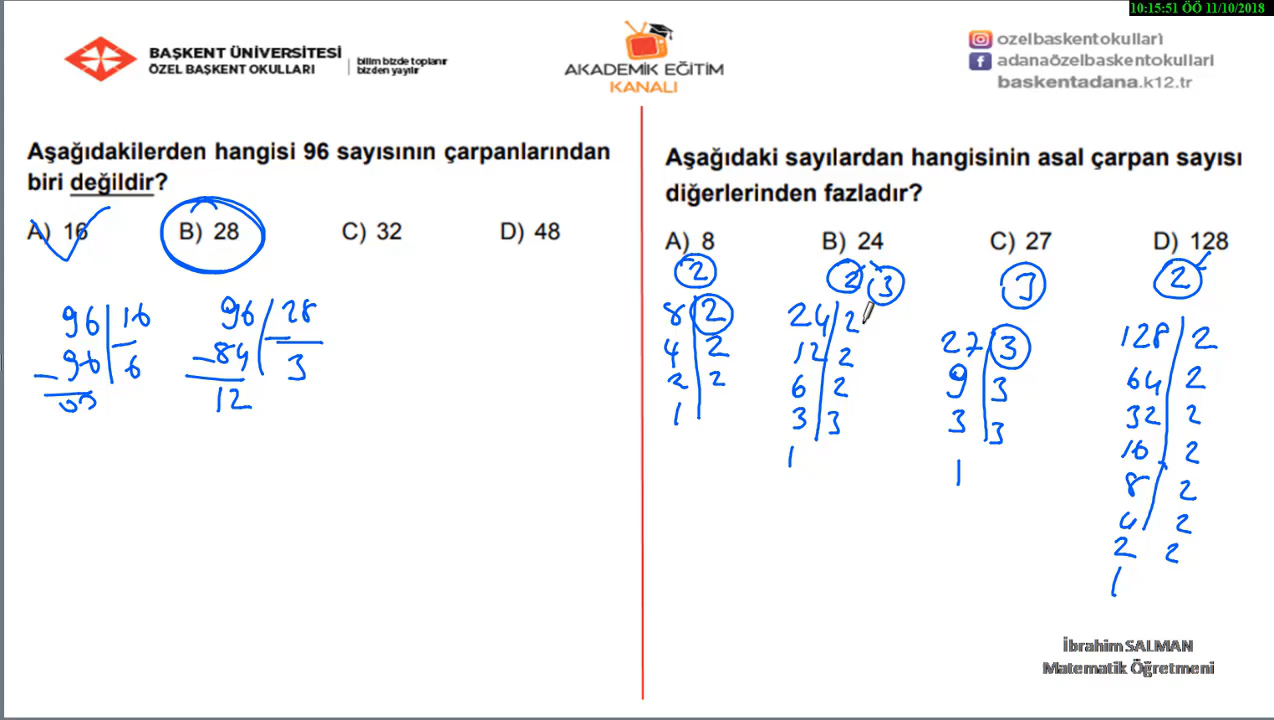 10:15:51 ÖÖ 11/10/2018
BAŞKENT ÜNİVERSİTESİ
ÖZEL BAŞKENT OKULLARI
bilim bizde toplanır
bizden yayılır
AKADEMİK EĞİTİM
KANALI
ozelbaskentokullari
adanaözelbaskentokullari
baskentadana.k12.tr
Aşağıdakilerden hangisi 96 sayısının çarpanlarından
biri değildir?
A) 16 B) 28 C) 32 D) 48
96 16
- 96 6
00
96 28
- 84 3
12
Aşağıdaki sayılardan hangisinin asal çarpan sayısı
diğerlerinden fazladır?
A) 8 B) 24 C) 27 D) 128
2 2 3 3 2
8 2
4 2
2 2
1
24 2
12 2
6 2
3 3
1
27 3
9 3
3 3
1
128 2
64 2
32 2
16 2
8 2
4 2
2 2
1
İbrahim SALMAN
Matematik Öğretmeni